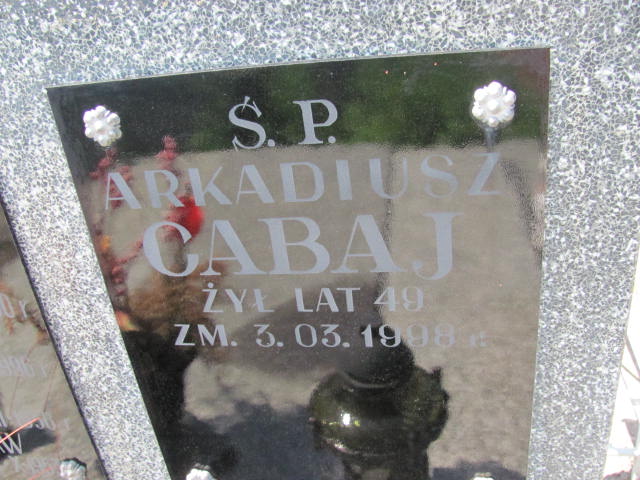 Ś. P.
ARKADIUSZ
CABAJ
ŻYŁ LAT 49
ZM. 3. 03. 1998 r.